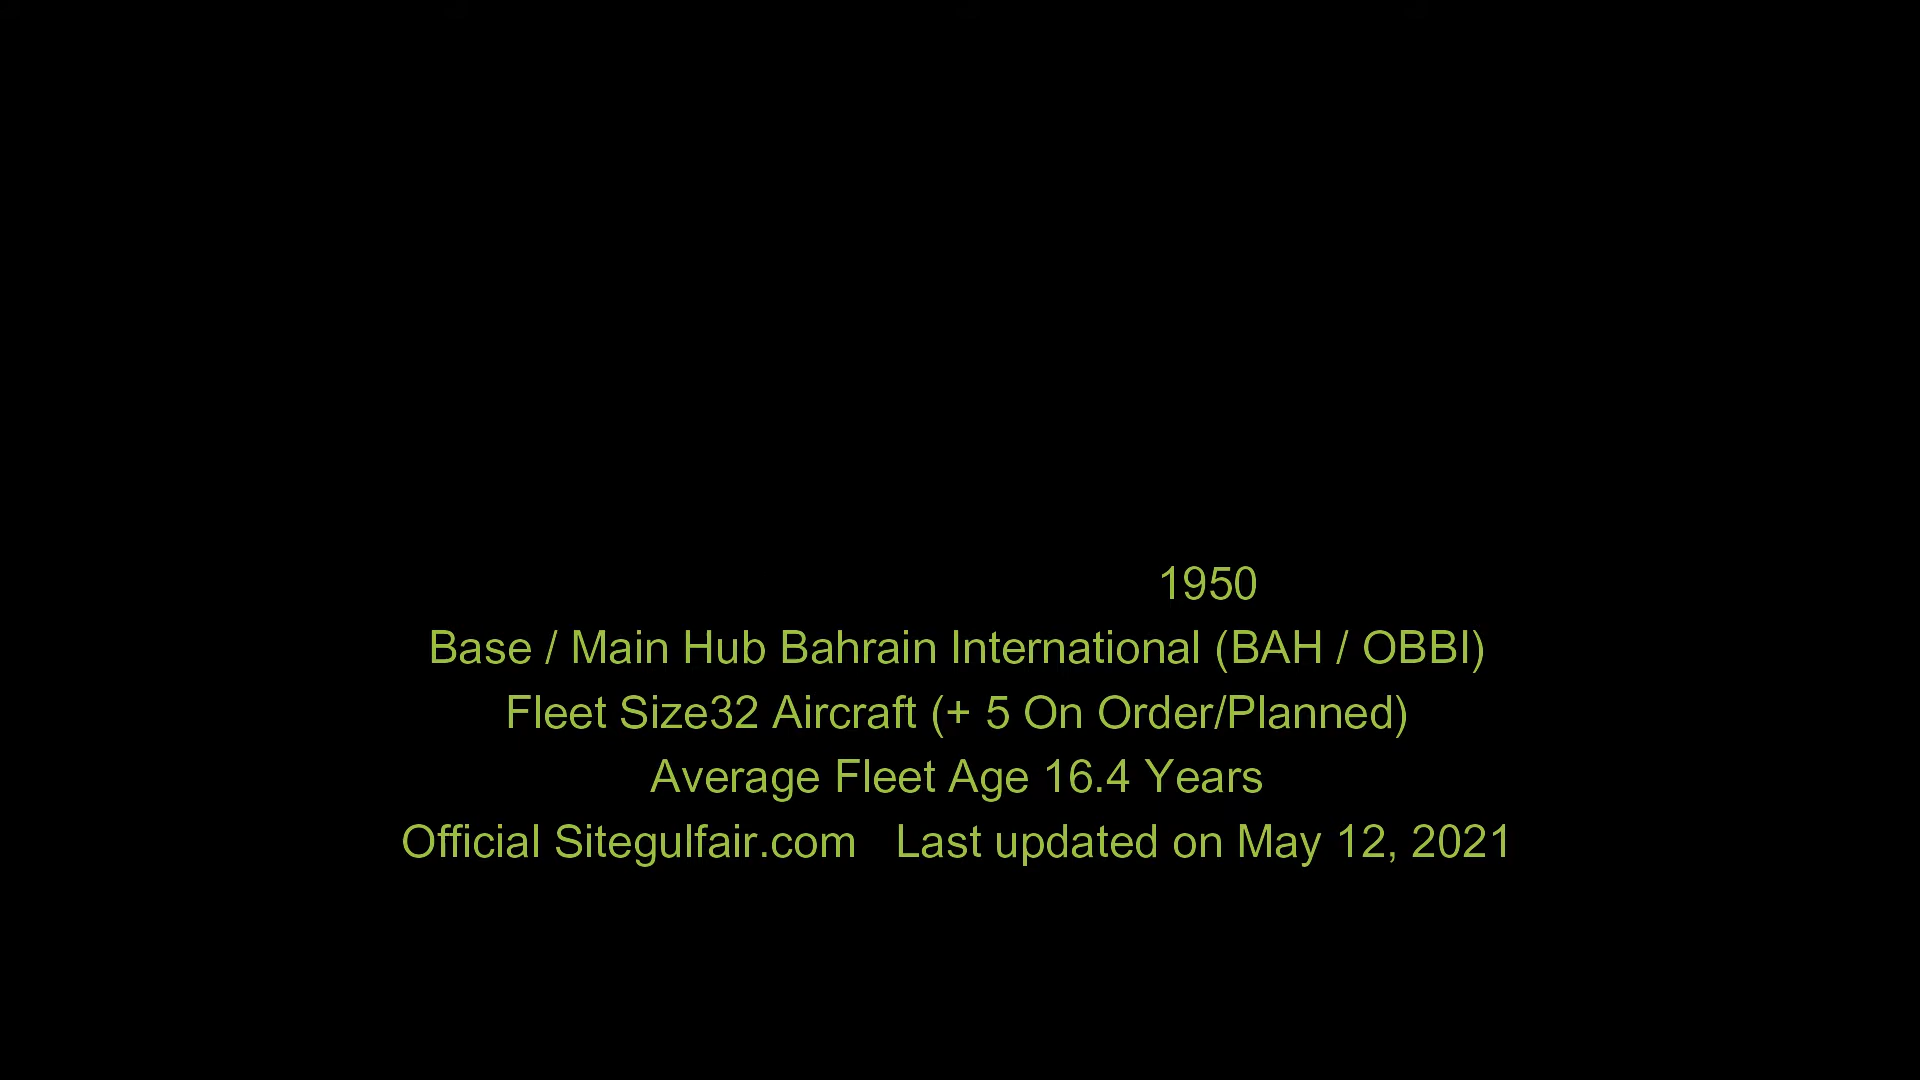 1950
Base / Main Hub Bahrain International (BAH / OBBI)
Fleet Size32 Aircraft (+ 5 On Order/Planned)
Average Fleet Age 16.4 Years
Official Sitegulfair.com   Last updated on May 12, 2021